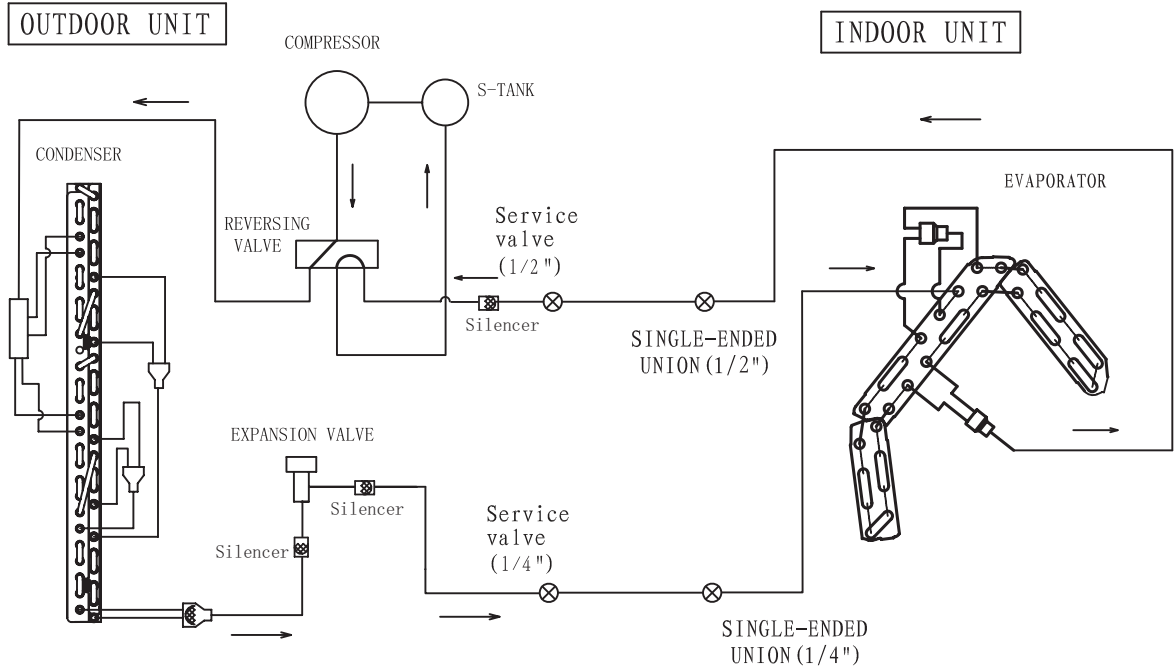 OUTDOOR UNIT
INDOOR UNIT
COMPRESSOR
S-TANK
CONDENSER
EVAPORATOR
REVERSING
VALVE
Service
valve
(1/2")
Silencer
SINGLE-ENDED
UNION(1/2")
EXPANSION VALVE
Silencer
Silencer
Service
valve
(1/4")
SINGLE-ENDED
UNION(1/4")